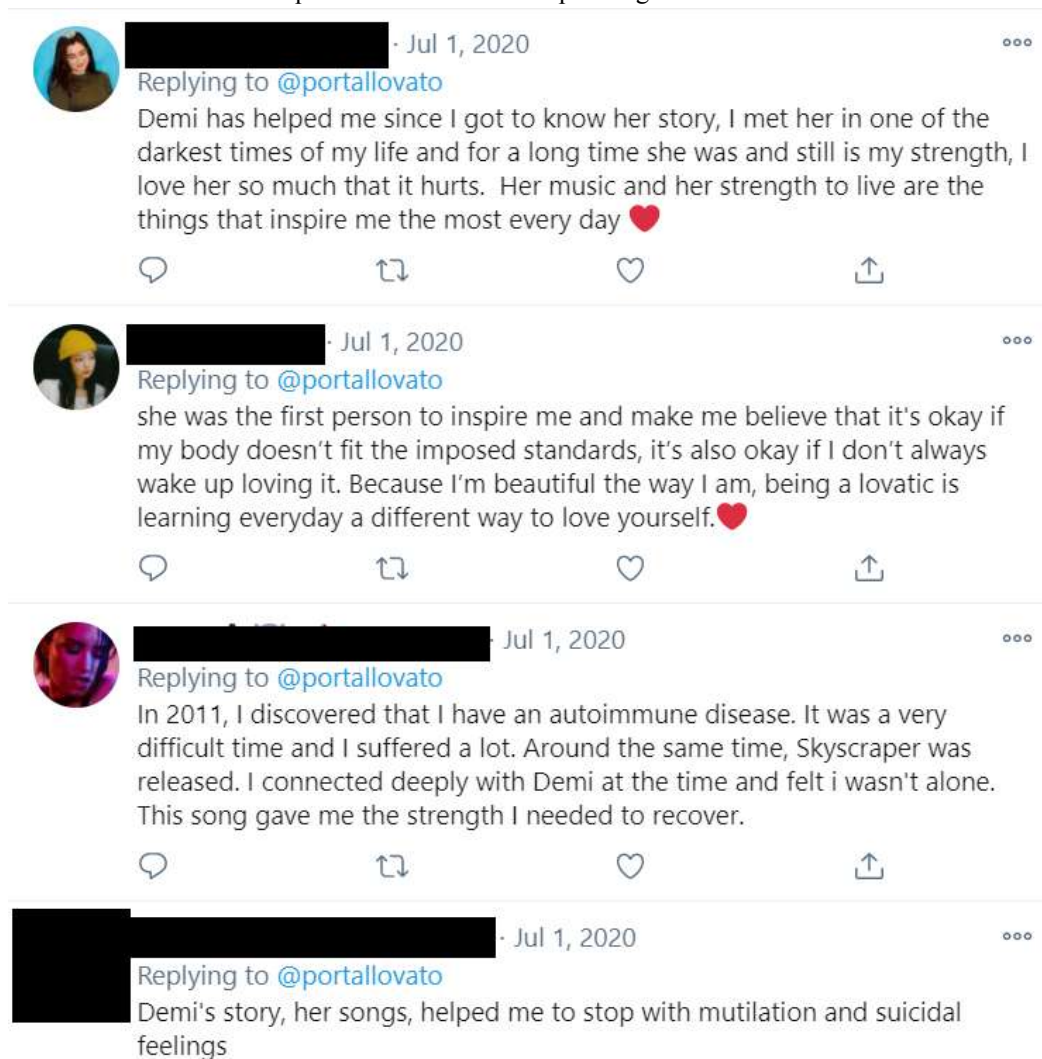 · Jul 1, 2020
Replying to @portallovato
Demi has helped me since I got to know her story, I met her in one of the
darkest times of my life and for a long time she was and still is my strength, I
love her so much that it hurts.  Her music and her strength to live are the
things that inspire me the most every day ❤️
· Jul 1, 2020
Replying to @portallovato
she was the first person to inspire me and make me believe that it's okay if
my body doesn’t fit the imposed standards, it’s also okay if I don’t always
wake up loving it. Because I’m beautiful the way I am, being a lovatic is
learning everyday a different way to love yourself.❤️
· Jul 1, 2020
Replying to @portallovato
In 2011, I discovered that I have an autoimmune disease. It was a very
difficult time and I suffered a lot. Around the same time, Skyscraper was
released. I connected deeply with Demi at the time and felt i wasn't alone.
This song gave me the strength I needed to recover.
· Jul 1, 2020
Replying to @portallovato
Demi's story, her songs, helped me to stop with mutilation and suicidal
feelings